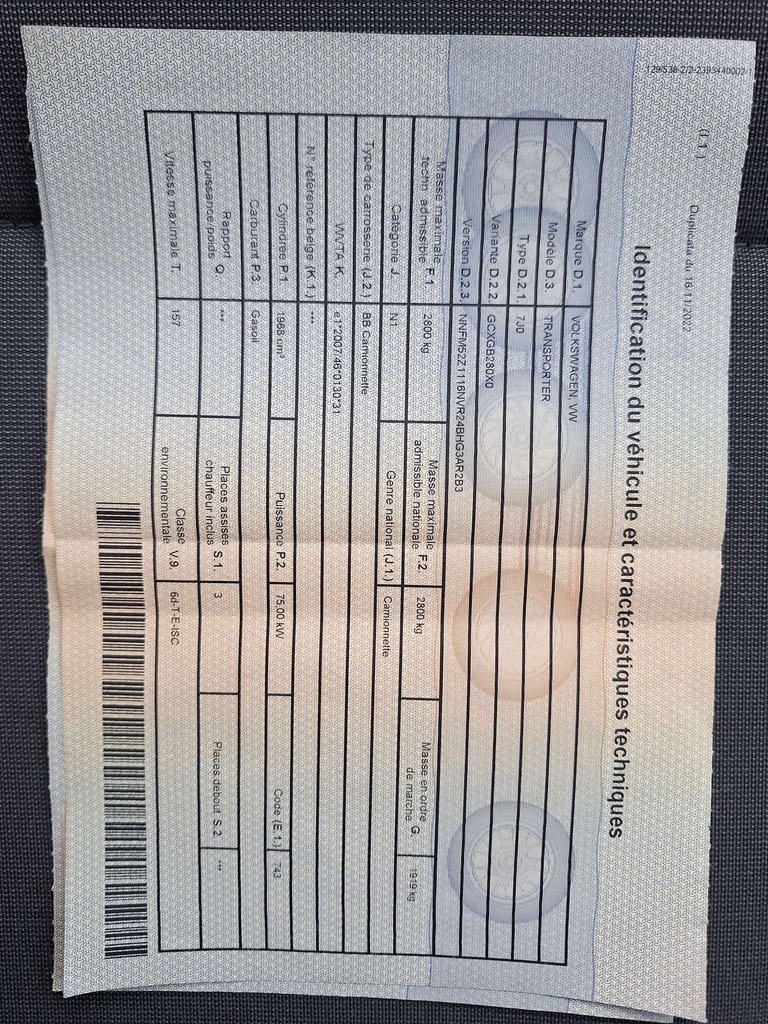 129/538-2/2-2395440002/1
(I.1.)
Duplicata du 16/11/2022
Identification du véhicule et caractéristiques techniques
Marque D.1. VOLKSWAGEN, VW
Modèle D.3. TRANSPORTER
Type D.2.1. 7J0
Variante D.2.2. GCXGB280X0
Version D.2.3. NNFM52Z1116NVR24BHG3AR2B3
Masse maximale techn. admissible F.1. 2800 kg Masse maximale admissible nationale F.2. 2800 kg Masse en ordre de marche G. 1919 kg
Catégorie J. N1 Genre national (J.1.) Camionnette
Type de carrosserie (J.2.) BB Camionnette
WVTA K. e1*2007/46*0130*31
N° référence belge (K.1.) ***
Cylindrée P.1 1968 cm³ Puissance P.2. 75.00 kW Code (E.1.) 743
Carburant P.3 Gasoil
Rapport puissance/poids Q *** Places assises chauffeur inclus S.1. 3 Places debout S.2 ***
Vitesse maximale T. 157 Classe environnementale V.9. 6d-T-E-ISC